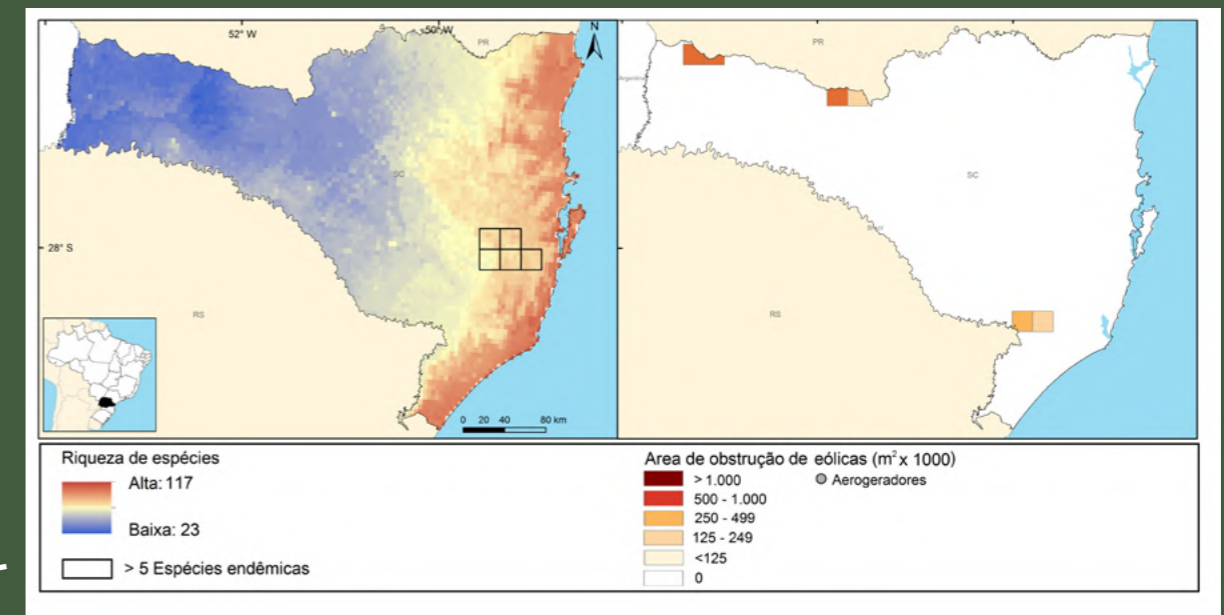 52° W
50° W
N
PR
SC
28° S
RS
0 20 40 80 km
PR
Argentina
SC
Brazil
RS
Riqueza de espécies
Alta: 117
Baixa: 23
> 5 Espécies endêmicas
Area de obstrução de eólicas (m² x 1000)
> 1.000
Aerogeradores
500 - 1.000
250 - 499
125 - 249
<125
0